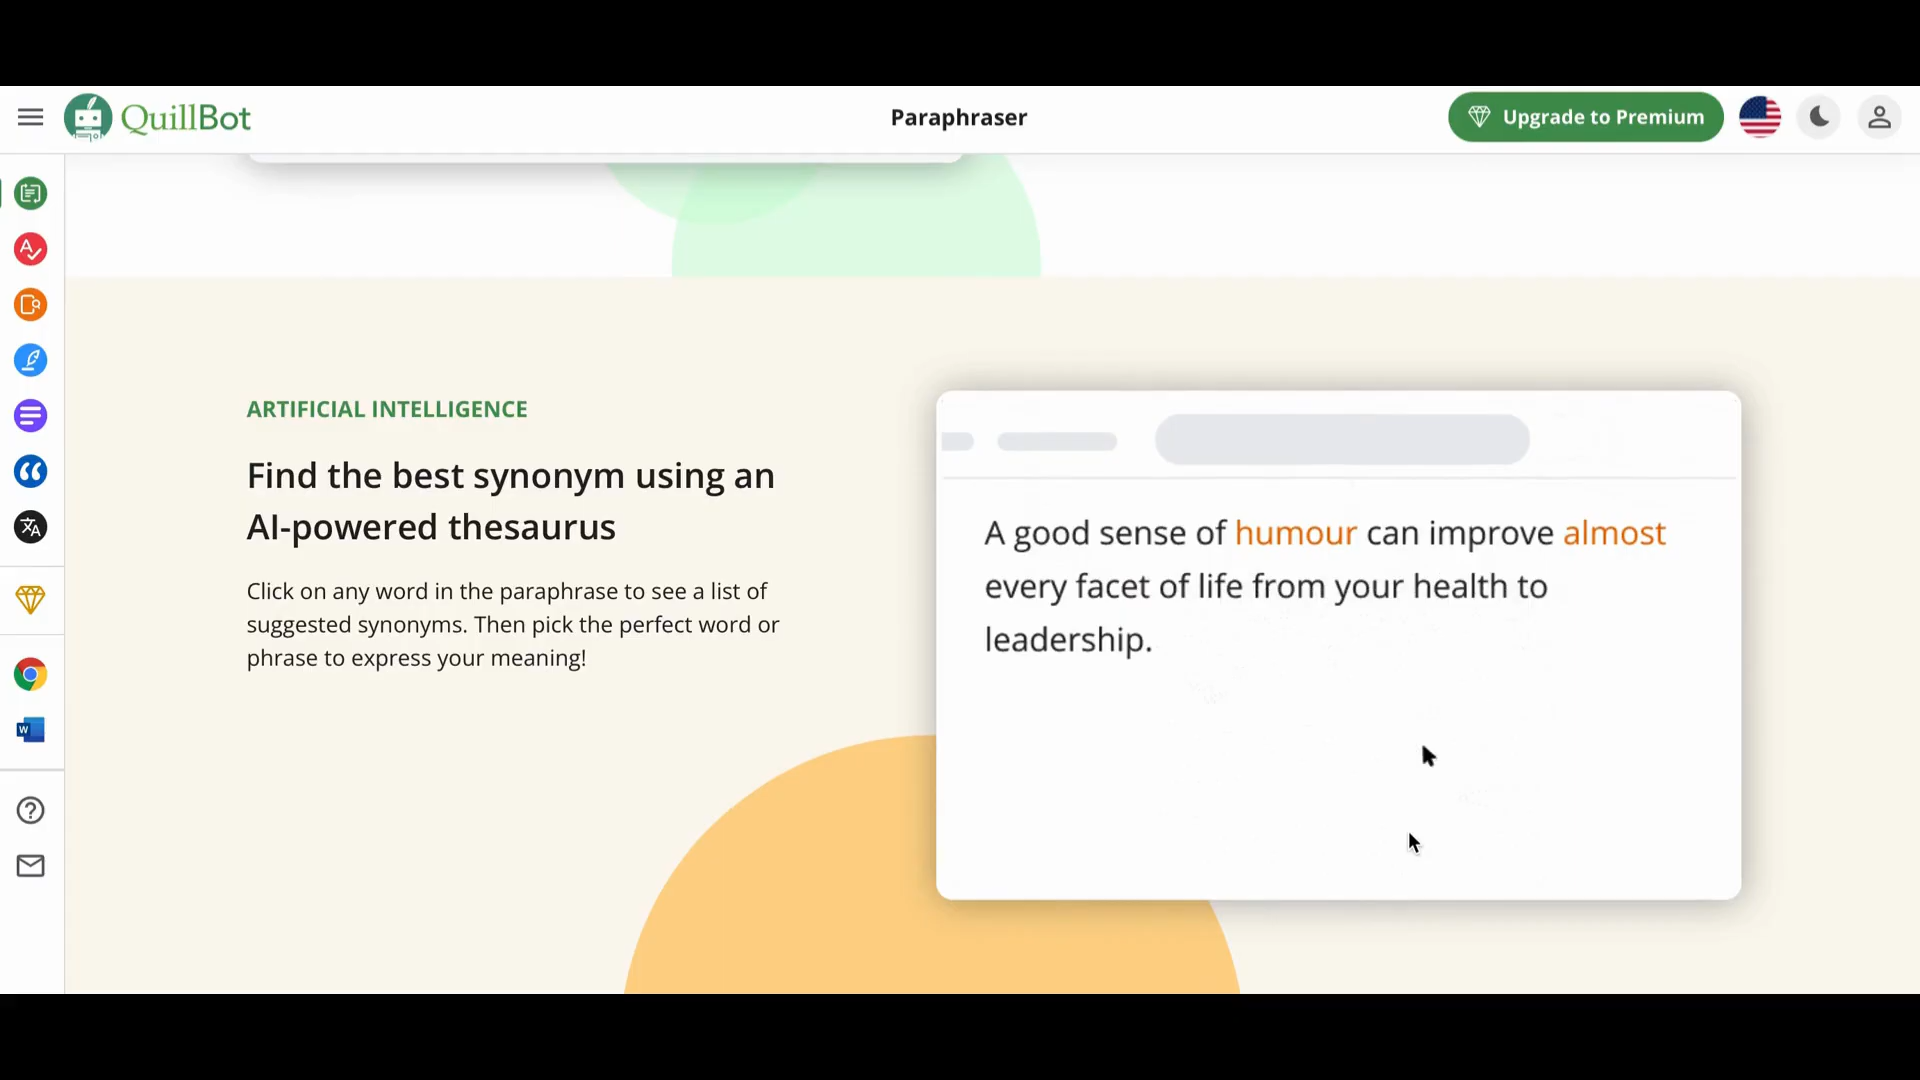 QuillBot
Paraphraser
Upgrade to Premium
ARTIFICIAL INTELLIGENCE
Find the best synonym using an
AI-powered thesaurus
Click on any word in the paraphrase to see a list of
suggested synonyms. Then pick the perfect word or
phrase to express your meaning!
A good sense of humour can improve almost
every facet of life from your health to
leadership.